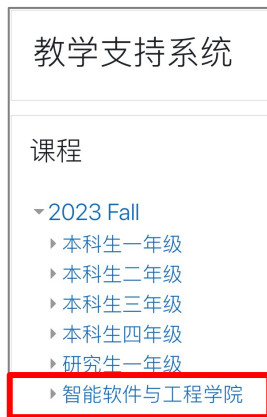 教学支持系统
课程
2023 Fall
本科生一年级
本科生二年级
本科生三年级
本科生四年级
研究生一年级
智能软件与工程学院